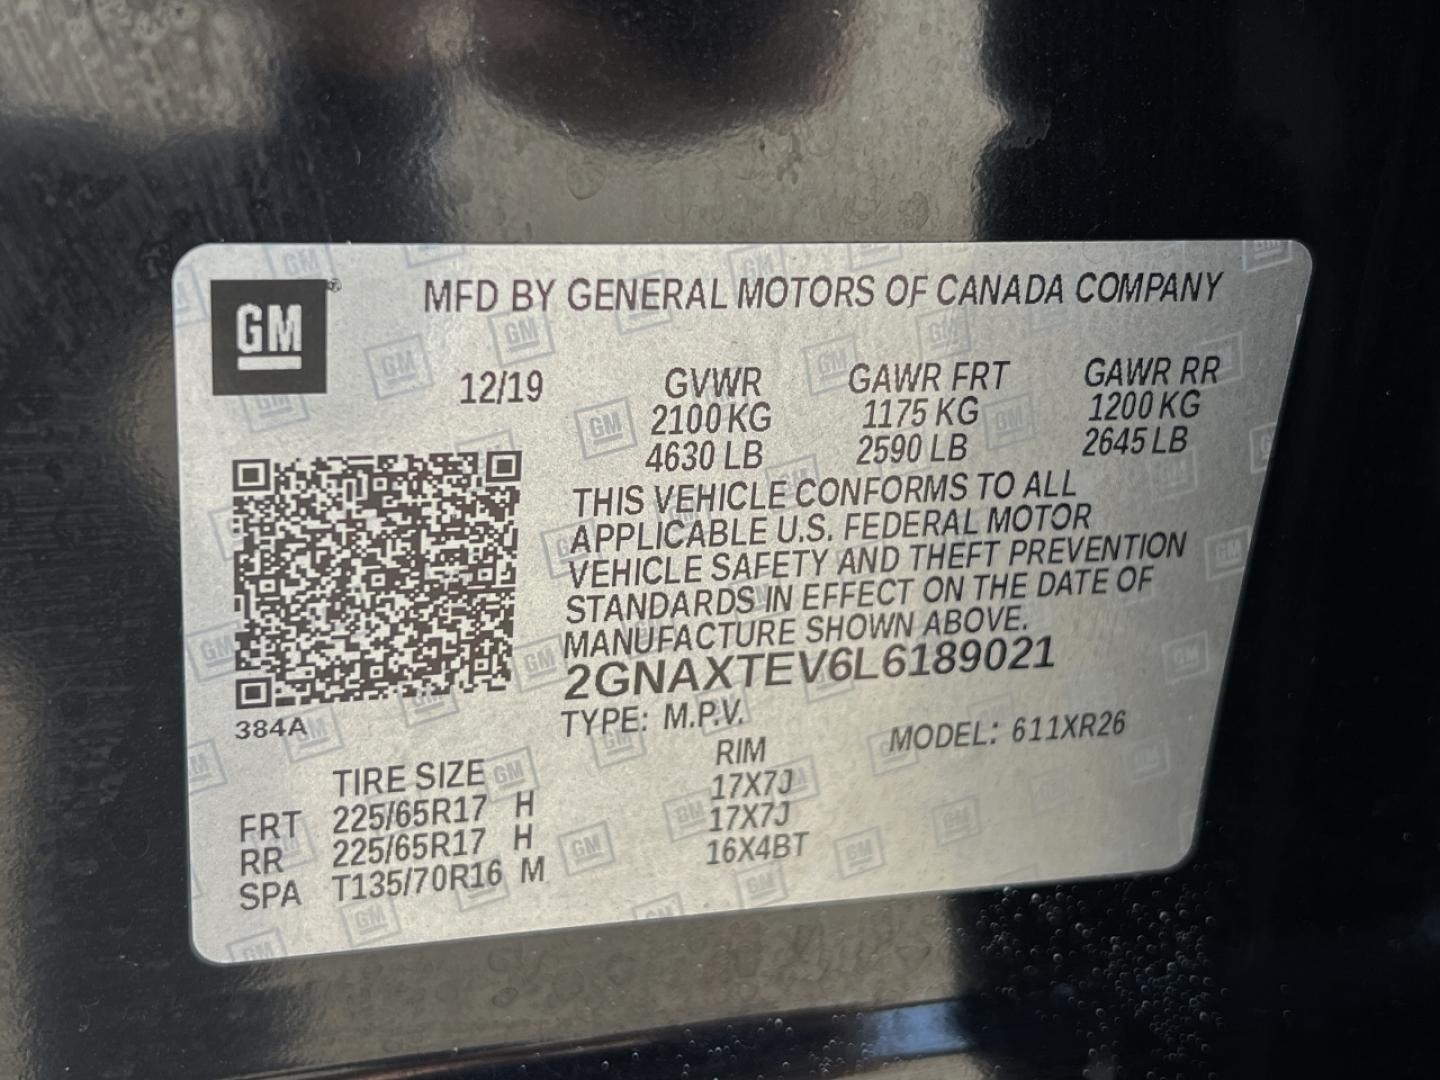 GM
MFD BY GENERAL MOTORS OF CANADA COMPANY
12/19 GVWR GAWR FRT GAWR RR
2100 KG 1175 KG 1200 KG
4630 LB 2590 LB 2645 LB
THIS VEHICLE CONFORMS TO ALL
APPLICABLE U.S. FEDERAL MOTOR
VEHICLE SAFETY AND THEFT PREVENTION
STANDARDS IN EFFECT ON THE DATE OF
MANUFACTURE SHOWN ABOVE.
2GNAXTEV6L6189021
384A
TYPE: M.P.V. MODEL: 611XR26
TIRE SIZE RIM
FRT 225/65R17 H 17X7J
RR 225/65R17 H 17X7J
SPA T135/70R16 M 16X4BT